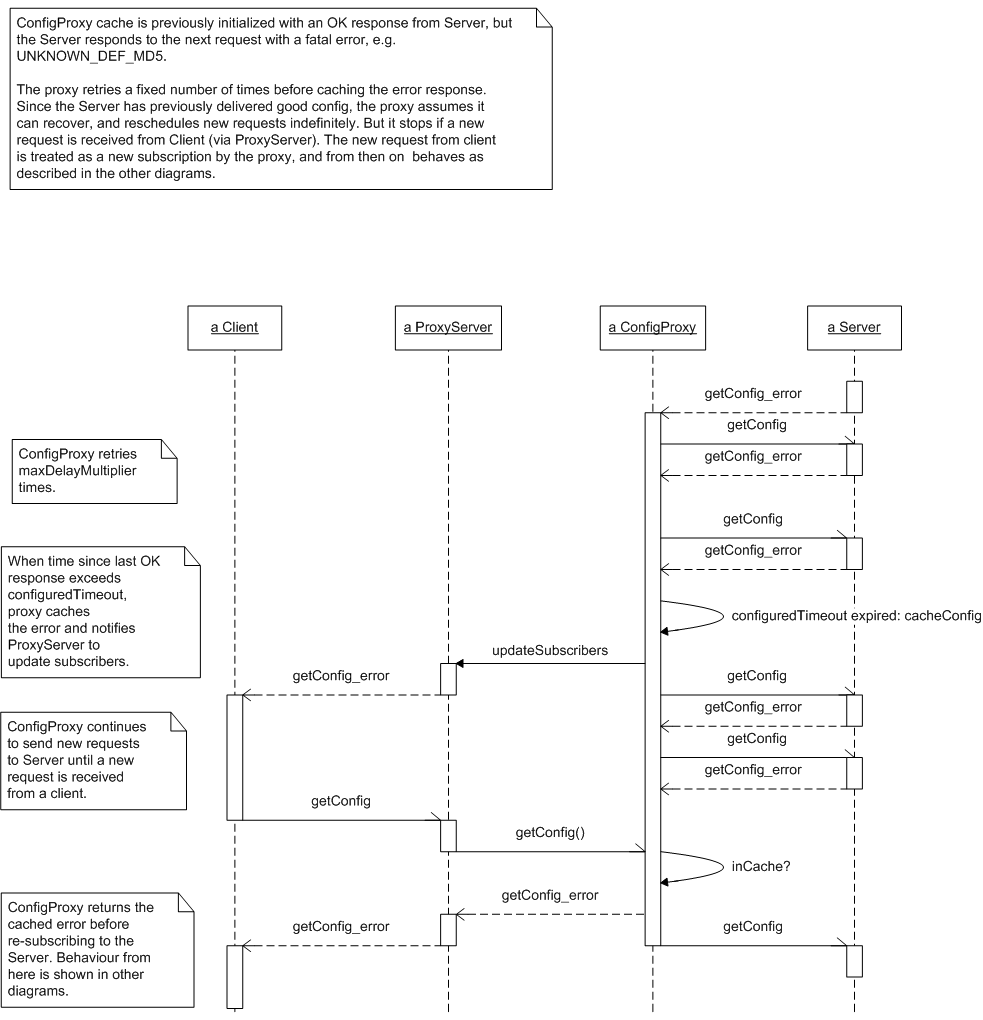 ConfigProxy cache is previously initialized with an OK response from Server, but
the Server responds to the next request with a fatal error, e.g.
UNKNOWN_DEF_MD5.
The proxy retries a fixed number of times before caching the error response.
Since the Server has previously delivered good config, the proxy assumes it
can recover, and reschedules new requests indefinitely. But it stops if a new
request is received from Client (via ProxyServer). The new request from client
is treated as a new subscription by the proxy, and from then on  behaves as
described in the other diagrams.
a Client
a ProxyServer
a ConfigProxy
a Server
getConfig_error
getConfig
getConfig_error
ConfigProxy retries
maxDelayMultiplier
times.
getConfig
getConfig_error
When time since last OK
response exceeds
configuredTimeout,
proxy caches
the error and notifies
ProxyServer to
update subscribers.
configuredTimeout expired: cacheConfig
updateSubscribers
getConfig_error
getConfig
getConfig_error
getConfig
getConfig_error
ConfigProxy continues
to send new requests
to Server until a new
request is received
from a client.
getConfig
getConfig()
inCache?
getConfig_error
getConfig_error
getConfig
ConfigProxy returns the
cached error before
re-subscribing to the
Server. Behaviour from
here is shown in other
diagrams.